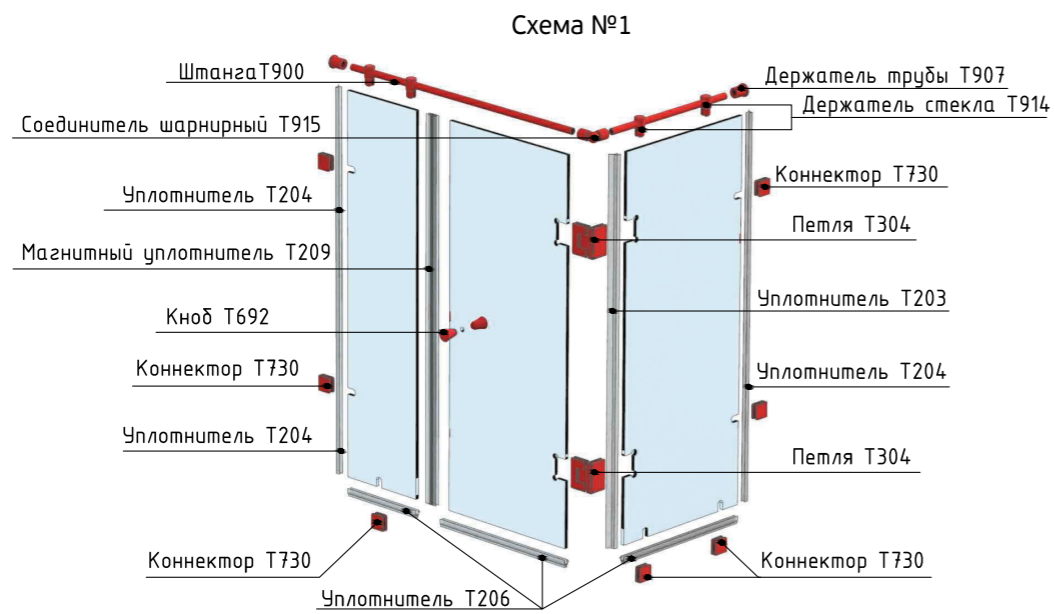 Схема №1
ШтангаТ900
Держатель трубы Т907
Держатель стекла Т914
Соединитель шарнирный Т915
Коннектор Т730
Уплотнитель Т204
Петля Т304
Магнитный уплотнитель Т209
Уплотнитель Т203
Кноб Т692
Коннектор Т730
Уплотнитель Т204
Уплотнитель Т204
Петля Т304
Коннектор Т730
Коннектор Т730
Уплотнитель Т206